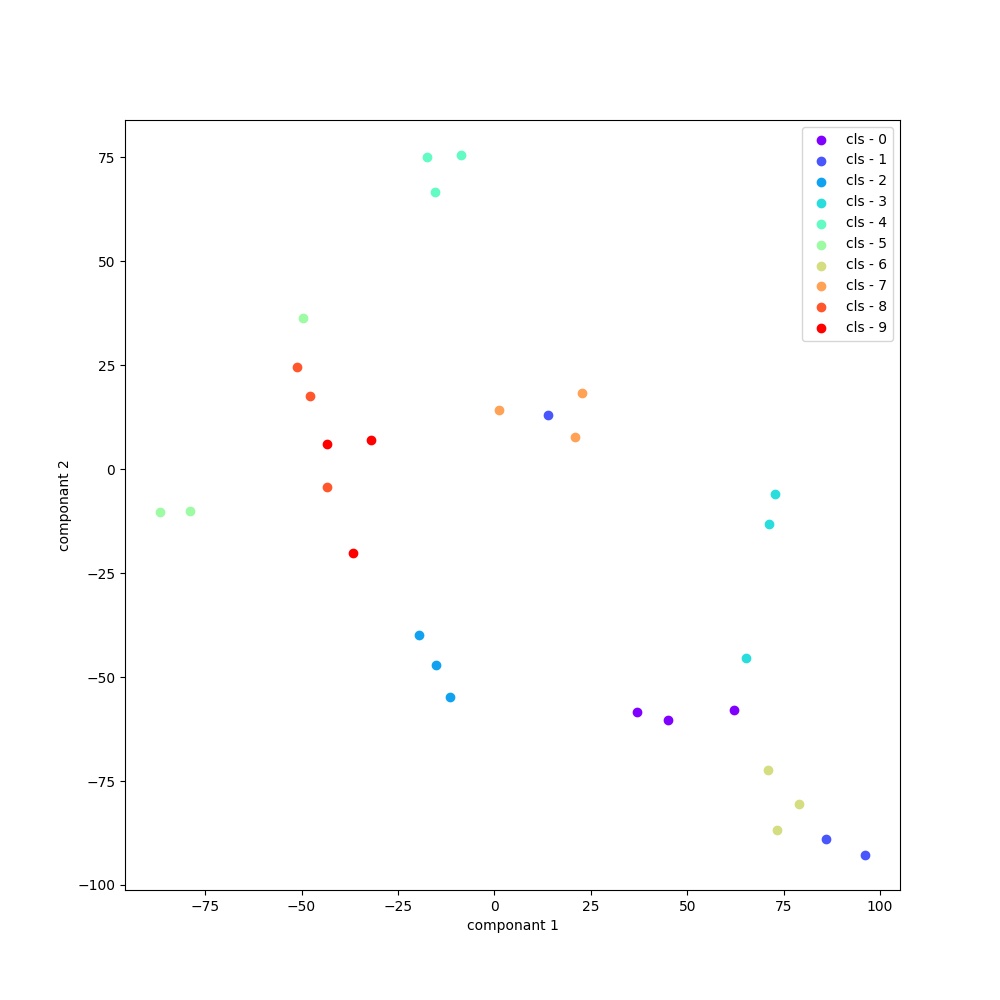 cls - 0
cls - 1
cls - 2
cls - 3
cls - 4
cls - 5
cls - 6
cls - 7
cls - 8
cls - 9
75
50
25
0
−25
−50
−75
−100
componant 2
−75 −50 −25 0 25 50 75 100
componant 1